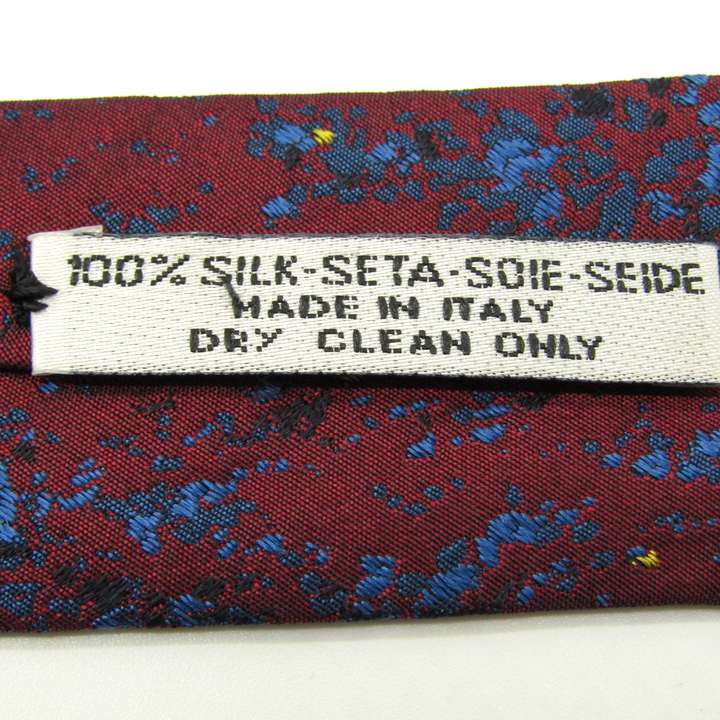 100% SILK-SETA-SOIE-SEIDE
MADE IN ITALY
DRY CLEAN ONLY